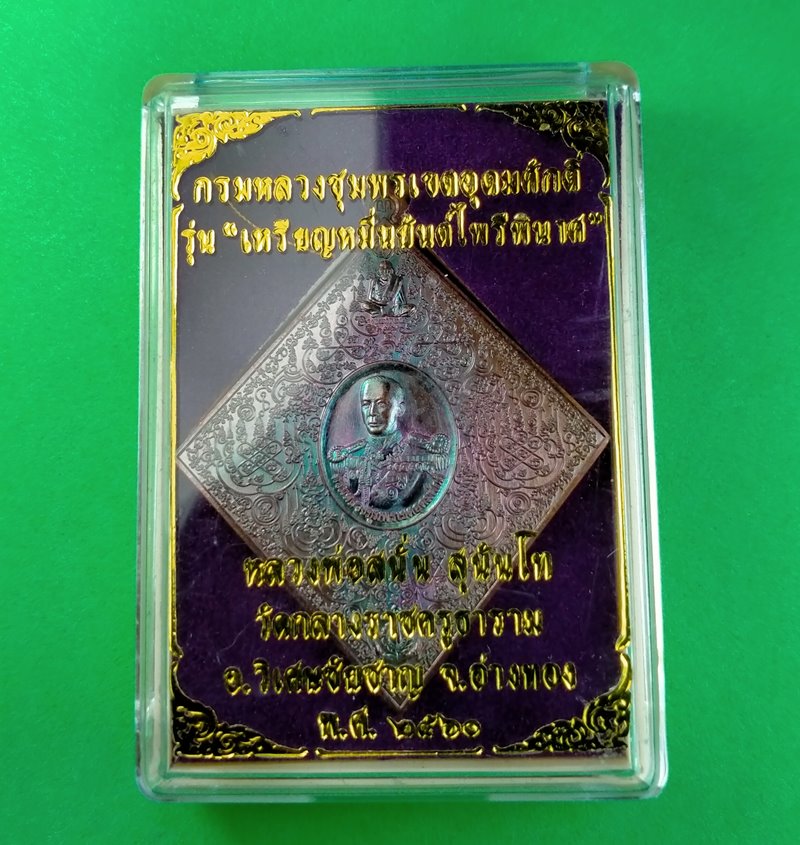 กรมหลวงชุมพรเขตอุดมศักดิ์
รุ่น "เหรียญหมื่นยันต์ไพรีพินาศ"
หลวงพ่อสนั่น สุนันโท
วัดกลางราชครูธาราม
อ.วิเศษชัยชาญ จ.อ่างทอง
พ.ศ. ๒๕๖๐